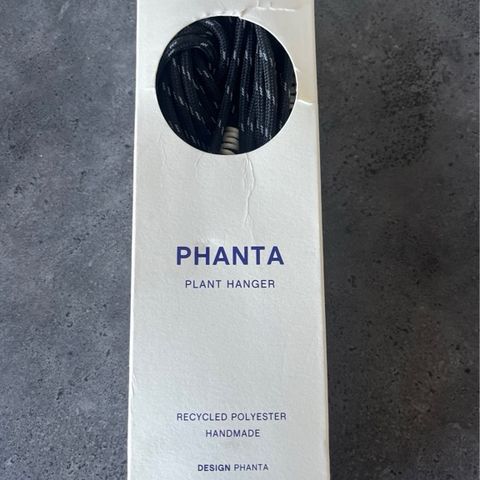 PHANTA
PLANT HANGER
RECYCLED POLYESTER
HANDMADE
DESIGN PHANTA